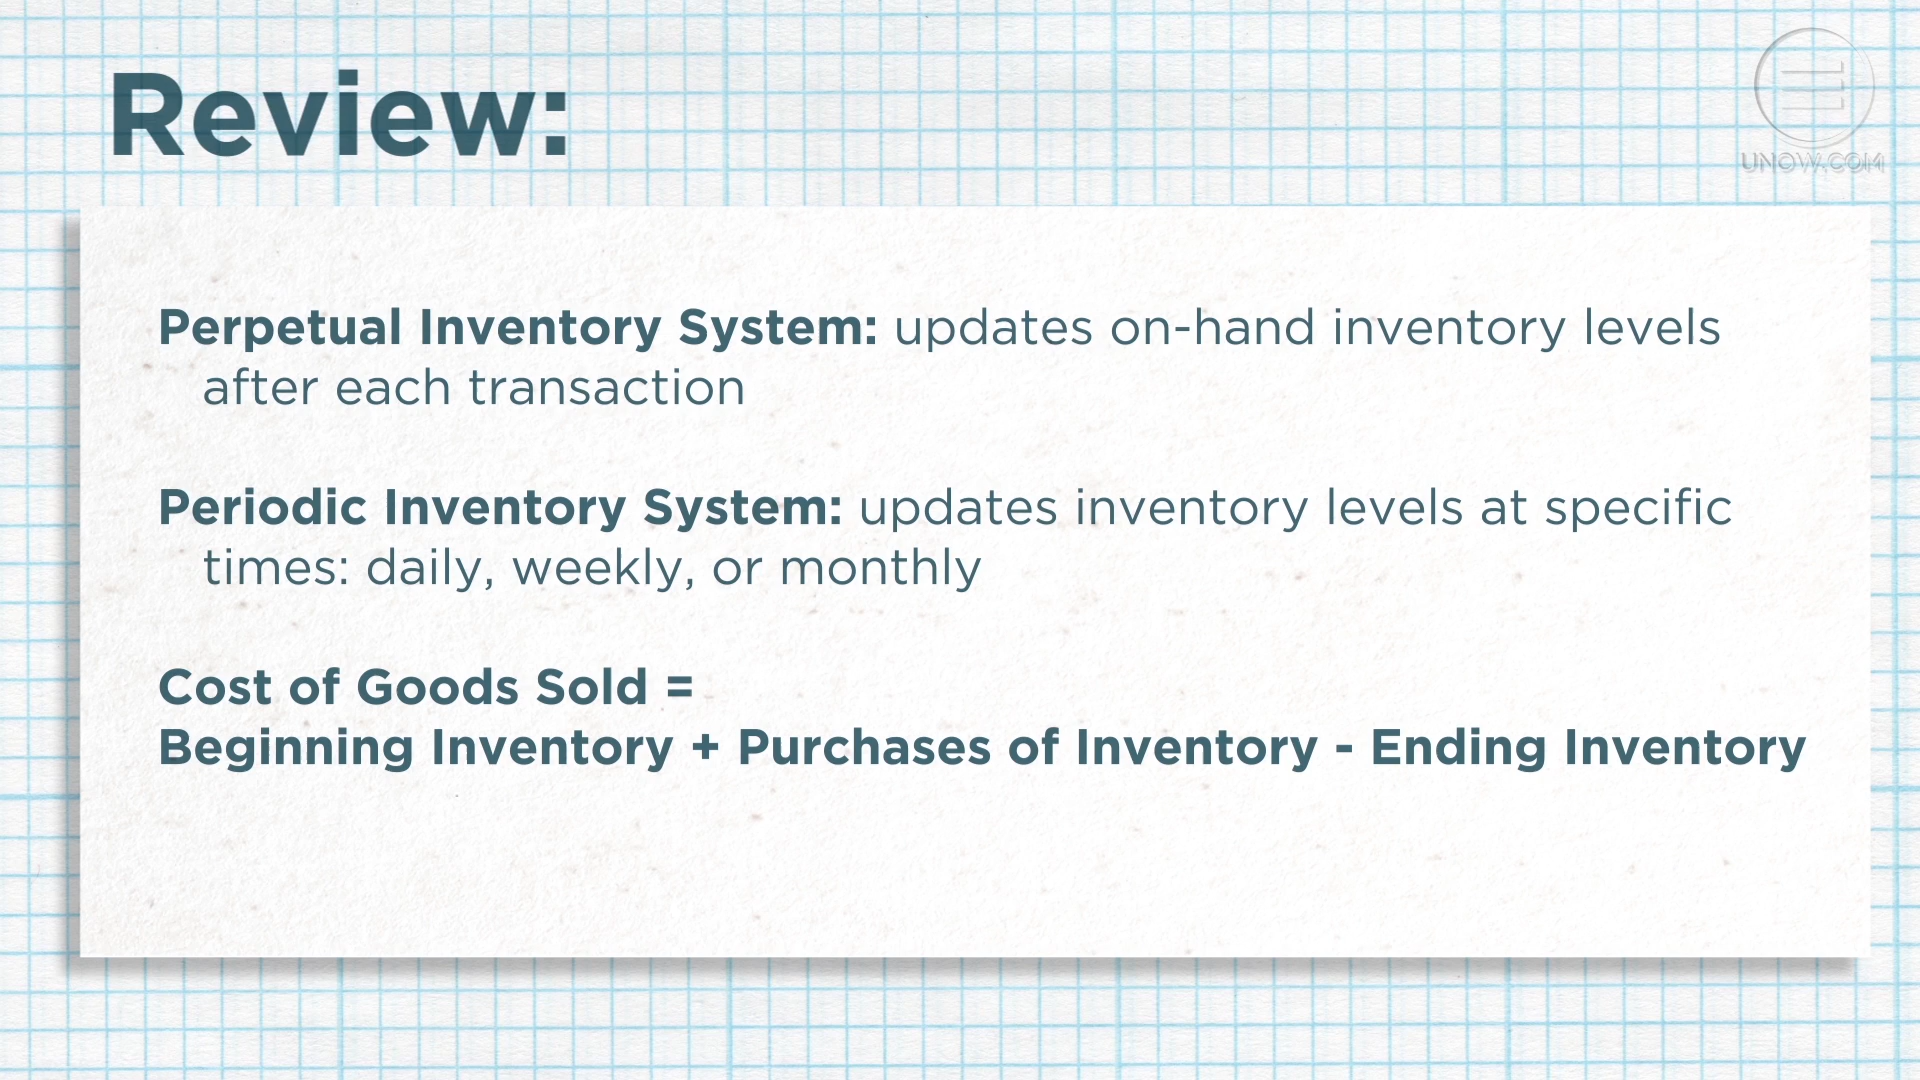 Review:
UNOW.COM
Perpetual Inventory System: updates on-hand inventory levels
after each transaction
Periodic Inventory System: updates inventory levels at specific
times: daily, weekly, or monthly
Cost of Goods Sold =
Beginning Inventory + Purchases of Inventory - Ending Inventory